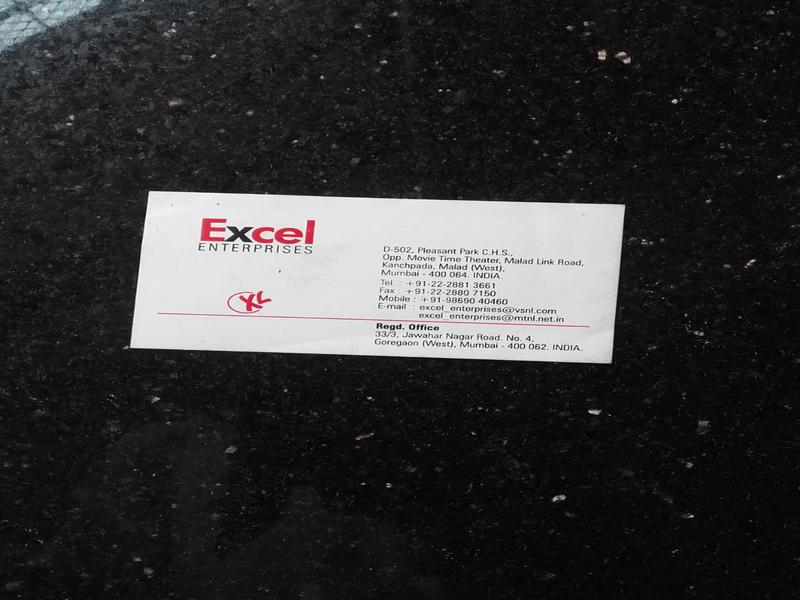 Excel
ENTERPRISES
XL
D-502, Pleasant Park C.H.S.,
Opp. Movie Time Theater, Malad Link Road,
Kanchpada, Malad (West),
Mumbai - 400 064. INDIA.
Tel. : +91-22-2881 3661
Fax : +91-22-2880 7150
Mobile : +91-98690 40460
E-mail : excel_enterprises@vsnl.com
excel_enterprises@mtnl.net.in
Regd. Office
33/3, Jawahar Nagar Road. No. 4,
Goregaon (West), Mumbai - 400 062. INDIA.